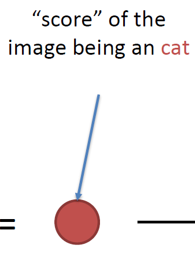 “score” of the
image being an cat
=